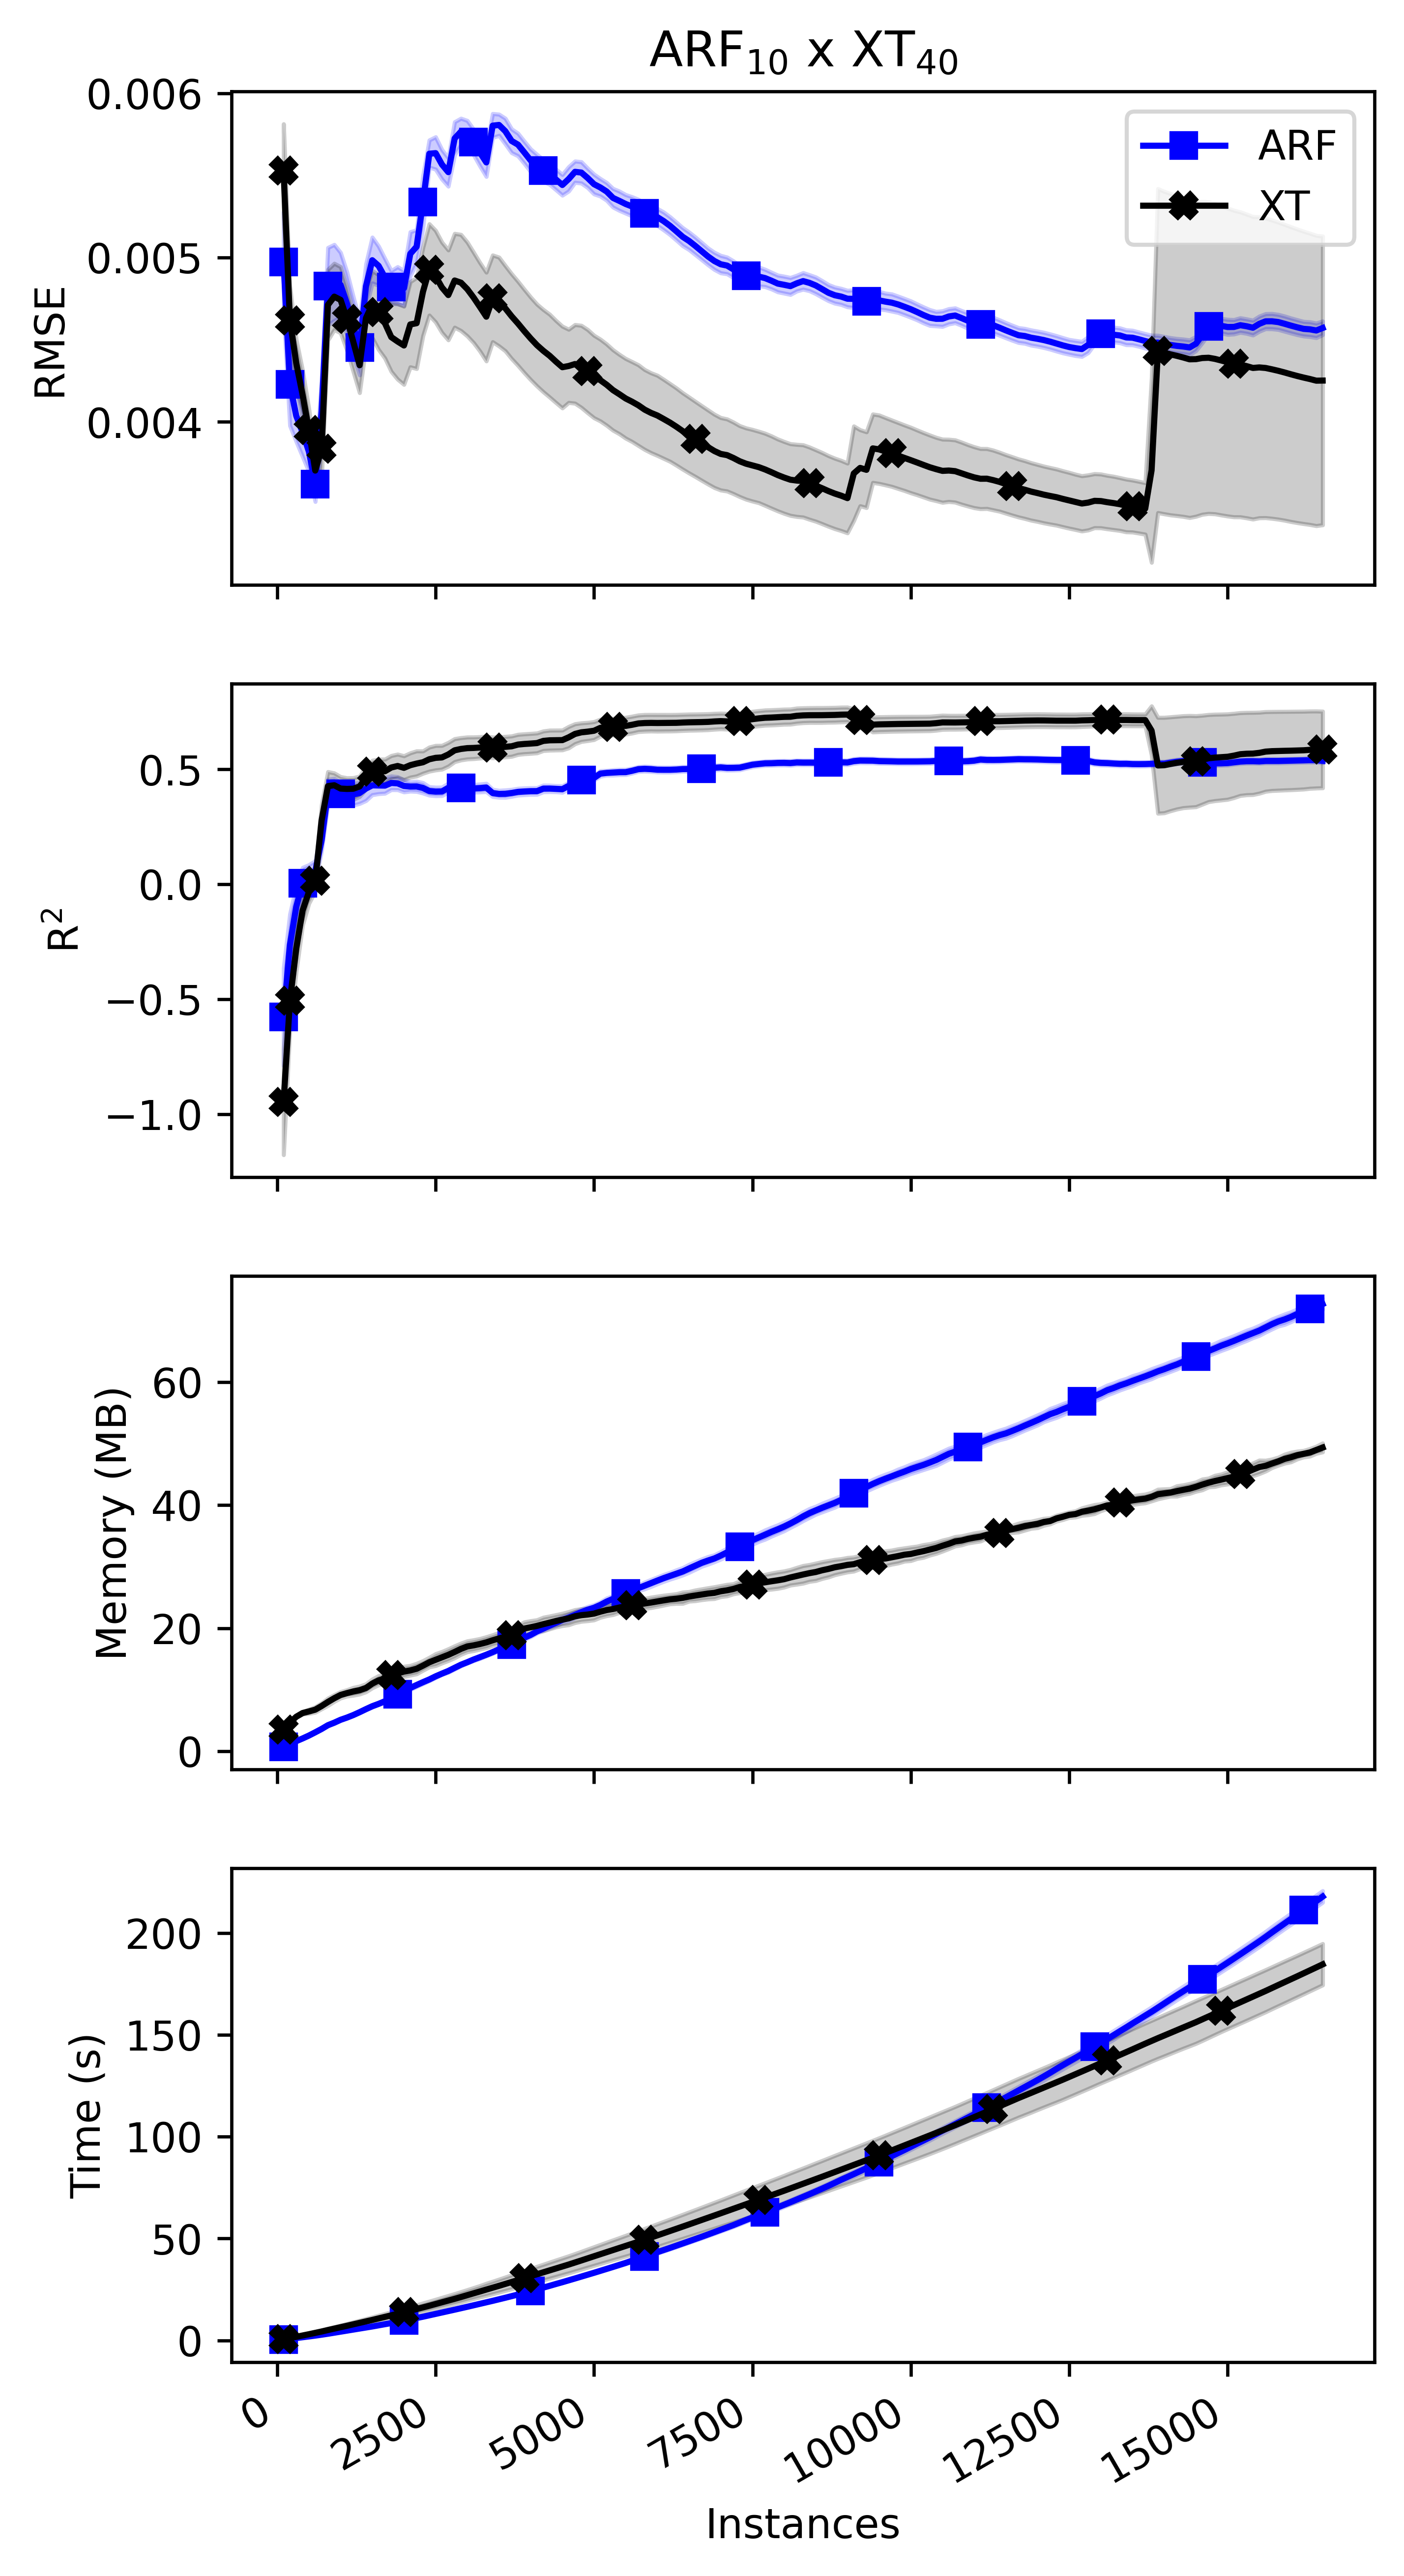 ARF₁₀ x XT₄₀
0.006
0.005
0.004
RMSE
ARF
XT
0.5
0.0
−0.5
−1.0
R²
60
40
20
0
Memory (MB)
200
150
100
50
0
Time (s)
0
2500
5000
7500
10000
12500
15000
Instances